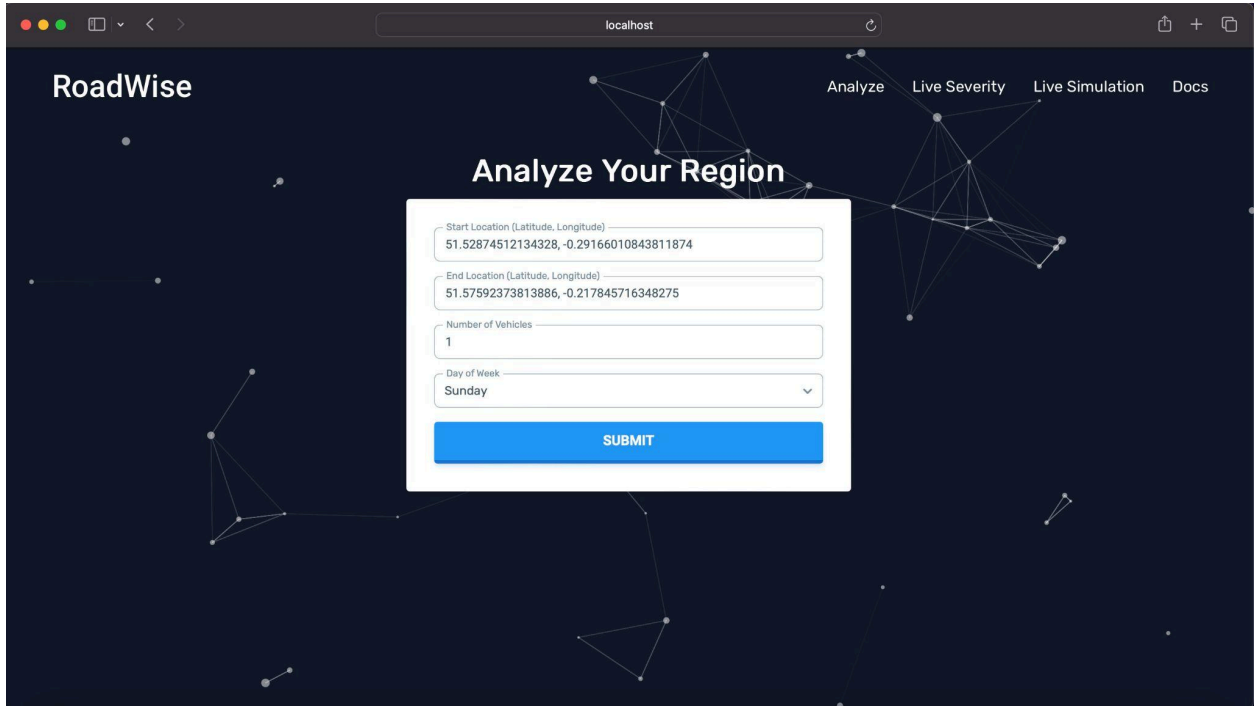 localhost
RoadWise
Analyze Live Severity Live Simulation Docs
Analyze Your Region
Start Location (Latitude, Longitude)
51.52874512134328, -0.29166010843811874
End Location (Latitude, Longitude)
51.57592373813886, -0.217845716348275
Number of Vehicles
1
Day of Week
Sunday
SUBMIT